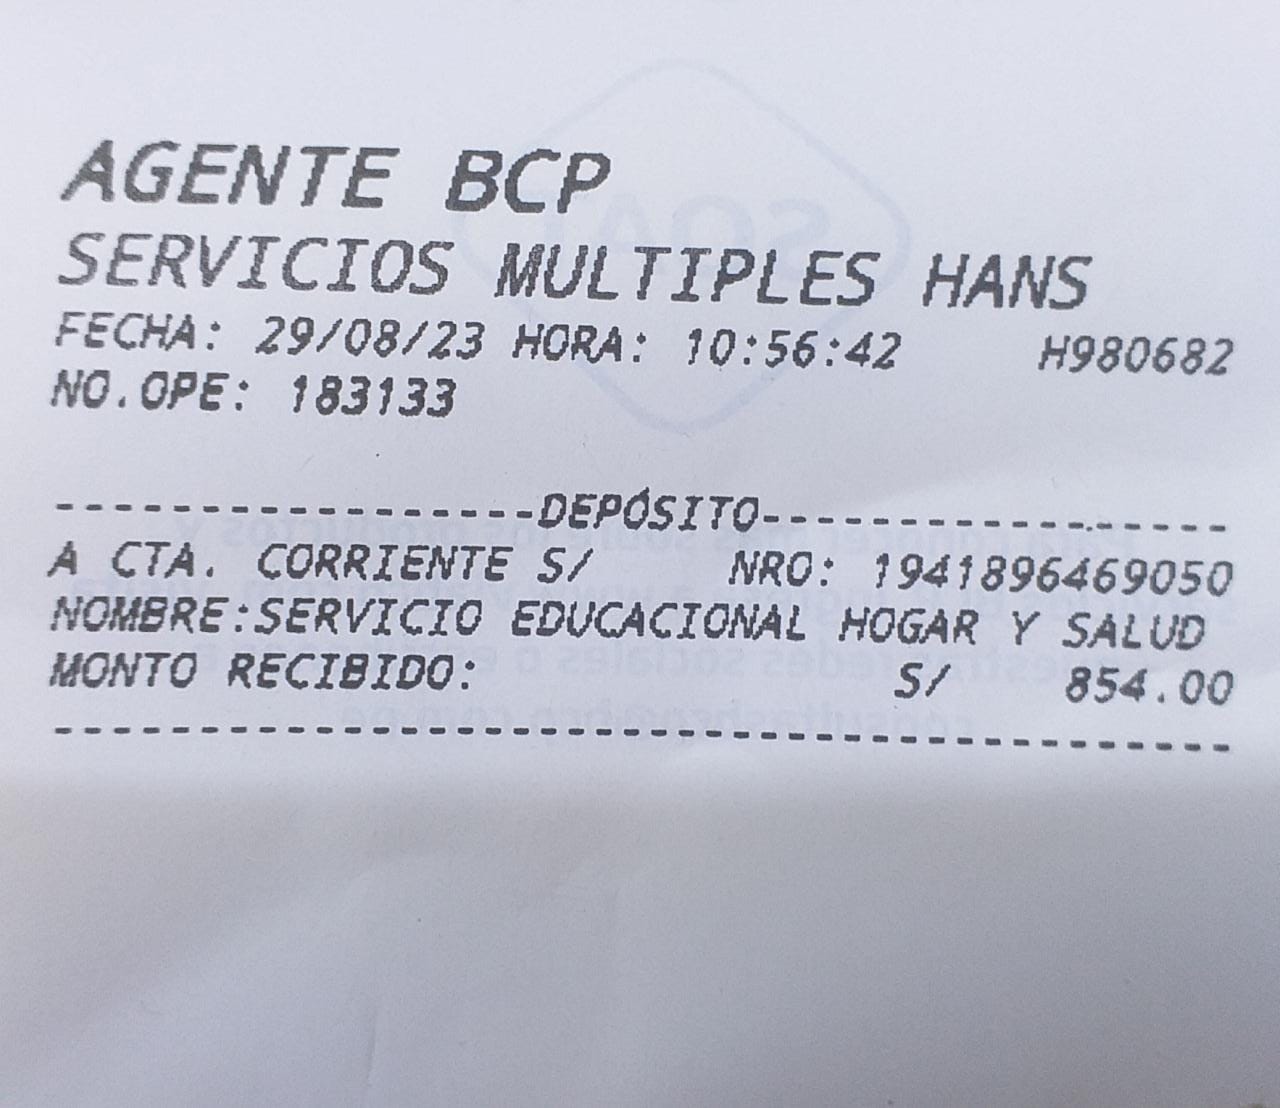 AGENTE BCP
SERVICIOS MULTIPLES HANS
FECHA: 29/08/23 HORA: 10:56:42 H980682
NO.OPE: 183133
-----------------DEPÓSITO-----------------
A CTA. CORRIENTE S/ NRO: 1941896469050
NOMBRE:SERVICIO EDUCACIONAL HOGAR Y SALUD
MONTO RECIBIDO: S/ 854.00
------------------------------------------